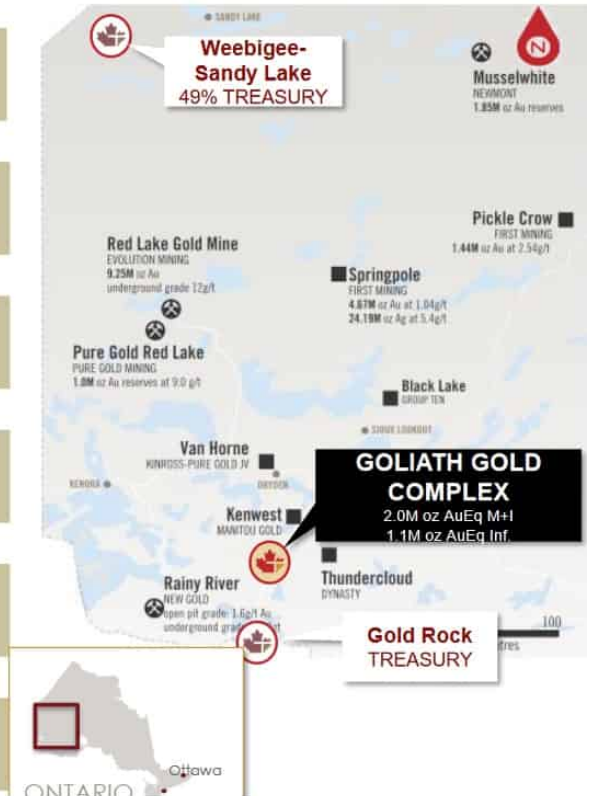 SANDY LAKE
Weebigee-
Sandy Lake
49% TREASURY
N
Musselwhite
NEWMONT
1.85M oz Au reserves
Pickle Crow
FIRST MINING
1.44M oz Au at 2.54g/t
Red Lake Gold Mine
EVOLUTION MINING
9.25M oz Au
underground grade 12g/t
Springpole
FIRST MINING
4.67M oz Au at 1.04g/t
24.19M oz Ag at 5.4g/t
Pure Gold Red Lake
PURE GOLD MINING
1.0M oz Au reserves at 9.0 g/t
Black Lake
GROUP TEN
SIOUX LOOKOUT
Van Horne
KINROSS-PURE GOLD JV
KENORA
DRYDEN
GOLIATH GOLD
COMPLEX
2.0M oz AuEq M+I
1.1M oz AuEq Inf.
Kenwest
MANITOU GOLD
Thundercloud
DYNASTY
Rainy River
NEW GOLD
open pit grade 1.6g/t Au
underground
Gold Rock
TREASURY
100
Ottawa
ONTARIO